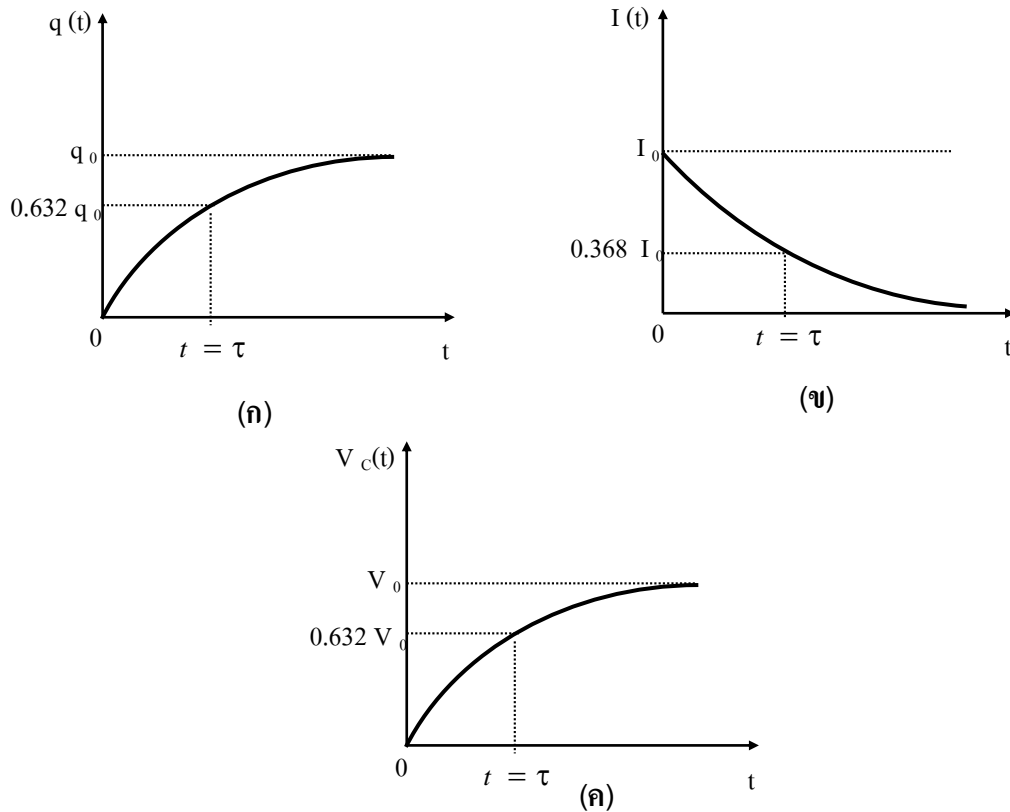 q (t)
q 0
0.632 q 0
0
t = τ
t
(ก)
I (t)
I 0
0.368 I 0
0
t = τ
t
(ข)
V C(t)
V 0
0.632 V 0
0
t = τ
t
(ค)